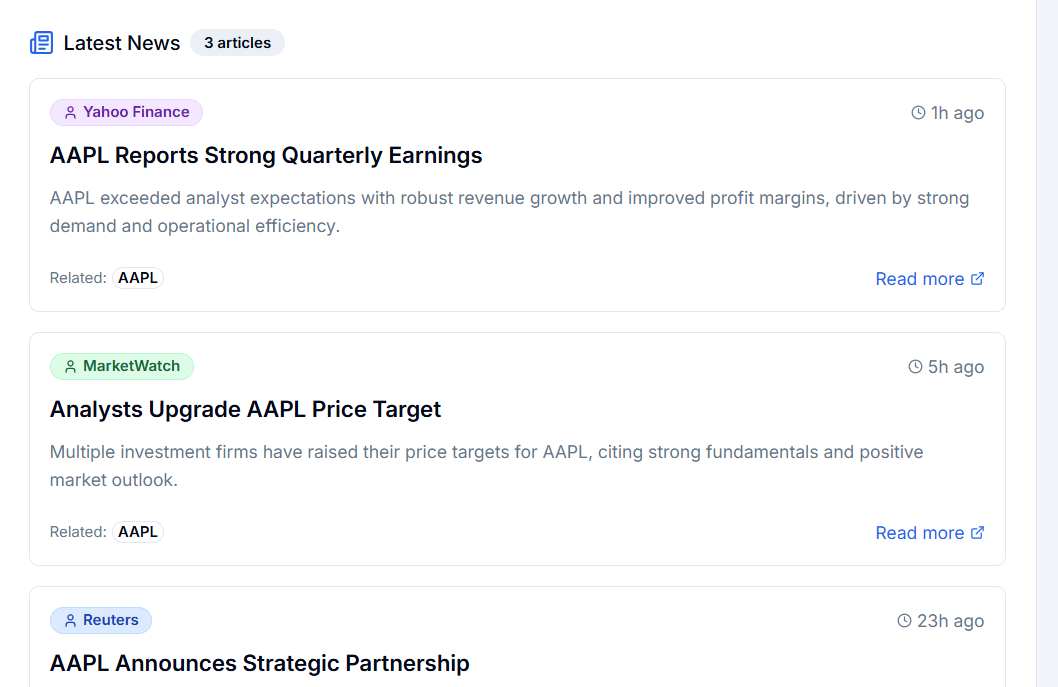 Latest News 3 articles
Yahoo Finance 1h ago
AAPL Reports Strong Quarterly Earnings
AAPL exceeded analyst expectations with robust revenue growth and improved profit margins, driven by strong
demand and operational efficiency.
Related: AAPL Read more
MarketWatch 5h ago
Analysts Upgrade AAPL Price Target
Multiple investment firms have raised their price targets for AAPL, citing strong fundamentals and positive
market outlook.
Related: AAPL Read more
Reuters 23h ago
AAPL Announces Strategic Partnership